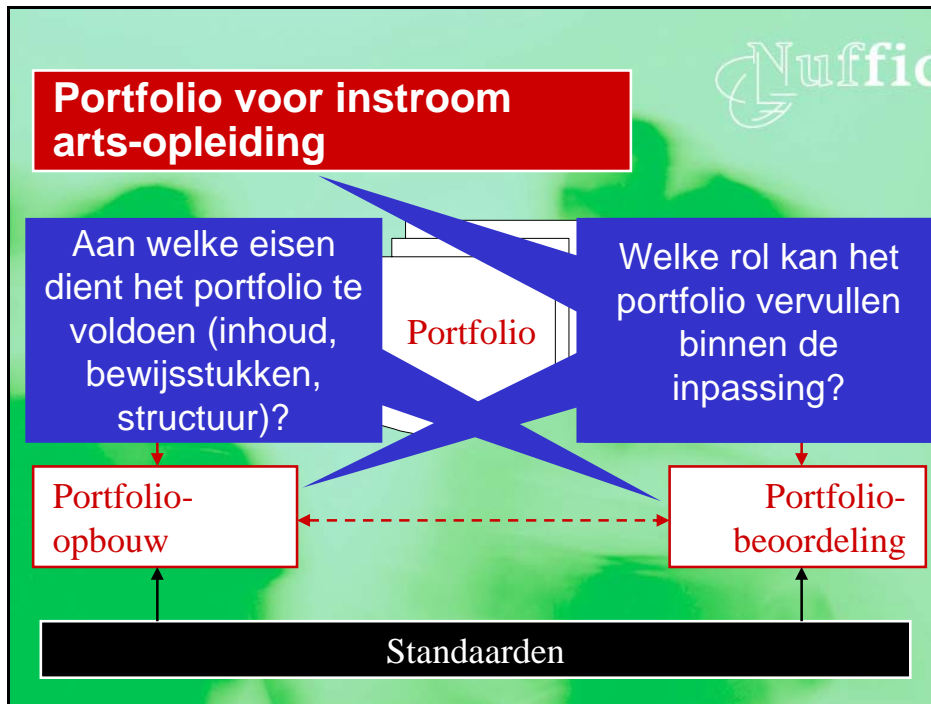 Nuffic
Portfolio voor instroom
arts-opleiding
Aan welke eisen
dient het portfolio te
voldoen (inhoud,
bewijsstukken,
structuur)?
Portfolio
Welke rol kan het
portfolio vervullen
binnen de
inpassing?
Portfolio-
opbouw
Portfolio-
beoordeling
Standaarden